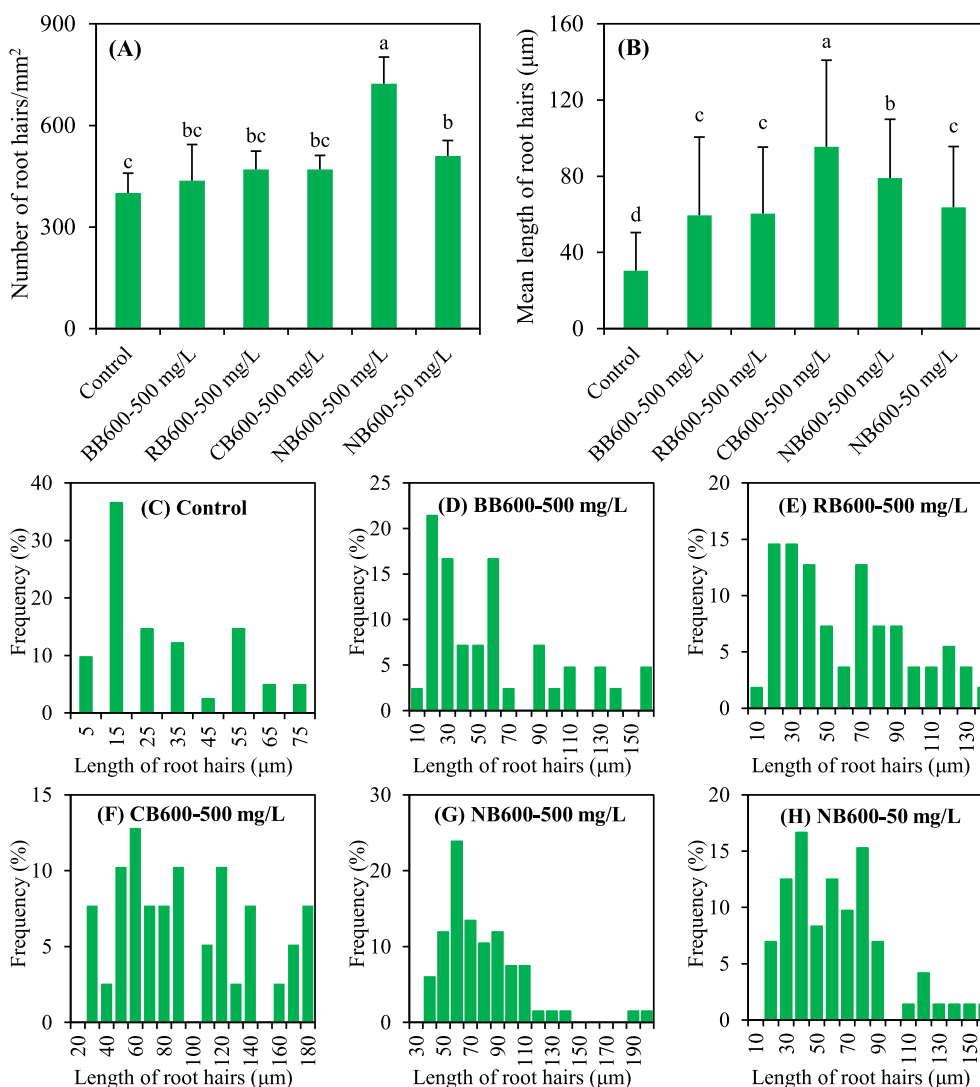 (A)
Number of root hairs/mm²
900
600
300
0
c
bc
bc
bc
a
b
Control
BB600-500 mg/L
RB600-500 mg/L
CB600-500 mg/L
NB600-500 mg/L
NB600-50 mg/L
(B)
Mean length of root hairs (μm)
160
120
80
40
0
d
c
c
a
b
c
Control
BB600-500 mg/L
RB600-500 mg/L
CB600-500 mg/L
NB600-500 mg/L
NB600-50 mg/L
(C) Control
Frequency (%)
40
30
20
10
0
5 15 25 35 45 55 65 75
Length of root hairs (μm)
(D) BB600-500 mg/L
Frequency (%)
25
20
15
10
5
0
10 30 50 70 90 110 130 150
Length of root hairs (μm)
(E) RB600-500 mg/L
Frequency (%)
20
15
10
5
0
10 30 50 70 90 110 130
Length of root hairs (μm)
(F) CB600-500 mg/L
Frequency (%)
15
10
5
0
20 40 60 80 100 120 140 160 180
Length of root hairs (μm)
(G) NB600-500 mg/L
Frequency (%)
30
20
10
0
30 50 70 90 110 130 150 170 190
Length of root hairs (μm)
(H) NB600-50 mg/L
Frequency (%)
20
15
10
5
0
10 30 50 70 90 110 130 150
Length of root hairs (μm)